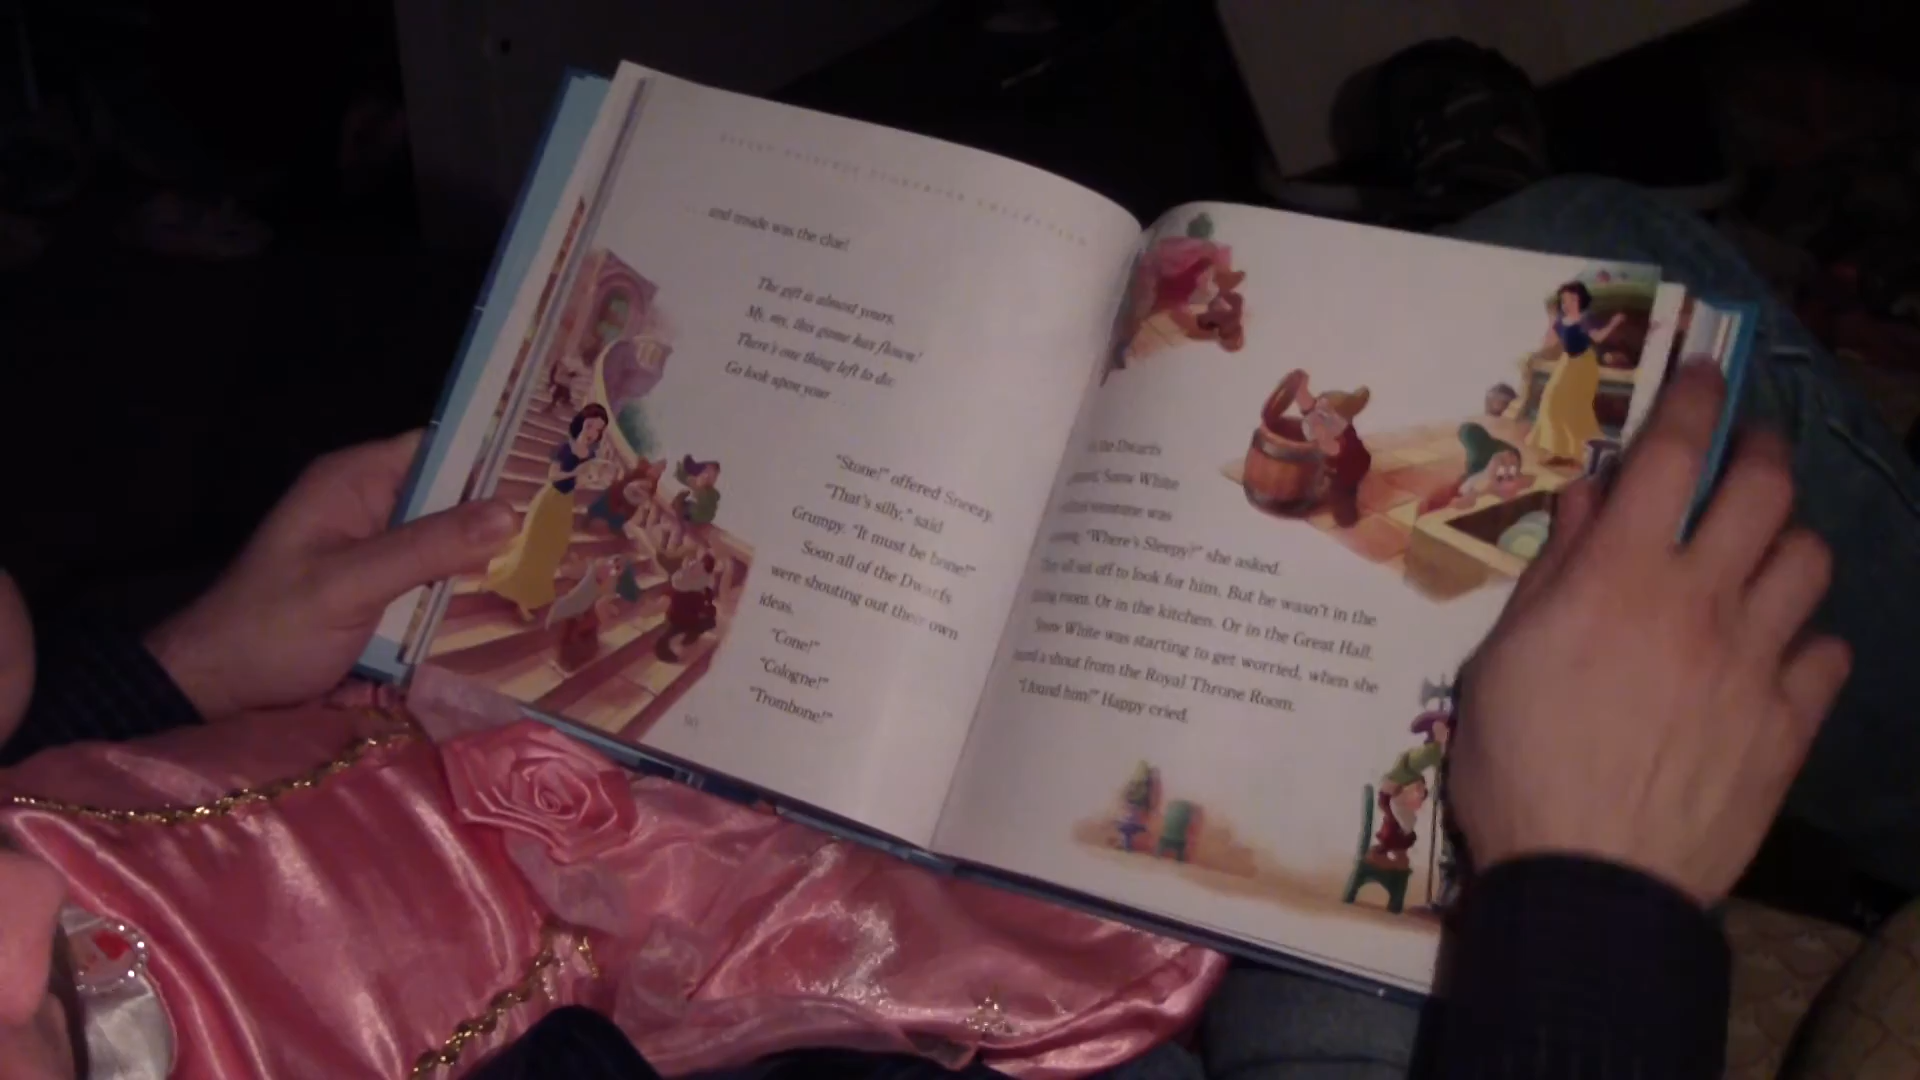 and inside was the clue!
The gift is almost yours.
My, my, this game has flown!
There's one thing left to do:
Go look upon your . . .
"Stone!" offered Sneezy.
"That's silly," said
Grumpy. "It must be bone!"
Soon all of the Dwarfs
were shouting out their own
ideas.
"Cone!"
"Cologne!"
"Trombone!"
90
Dwarfs
Snow White
someone was
"Where's Sleepy?" she asked.
They all set off to look for him. But he wasn't in the
room. Or in the kitchen. Or in the Great Hall.
Snow White was starting to get worried, when she
heard a shout from the Royal Throne Room.
"I found him!" Happy cried.